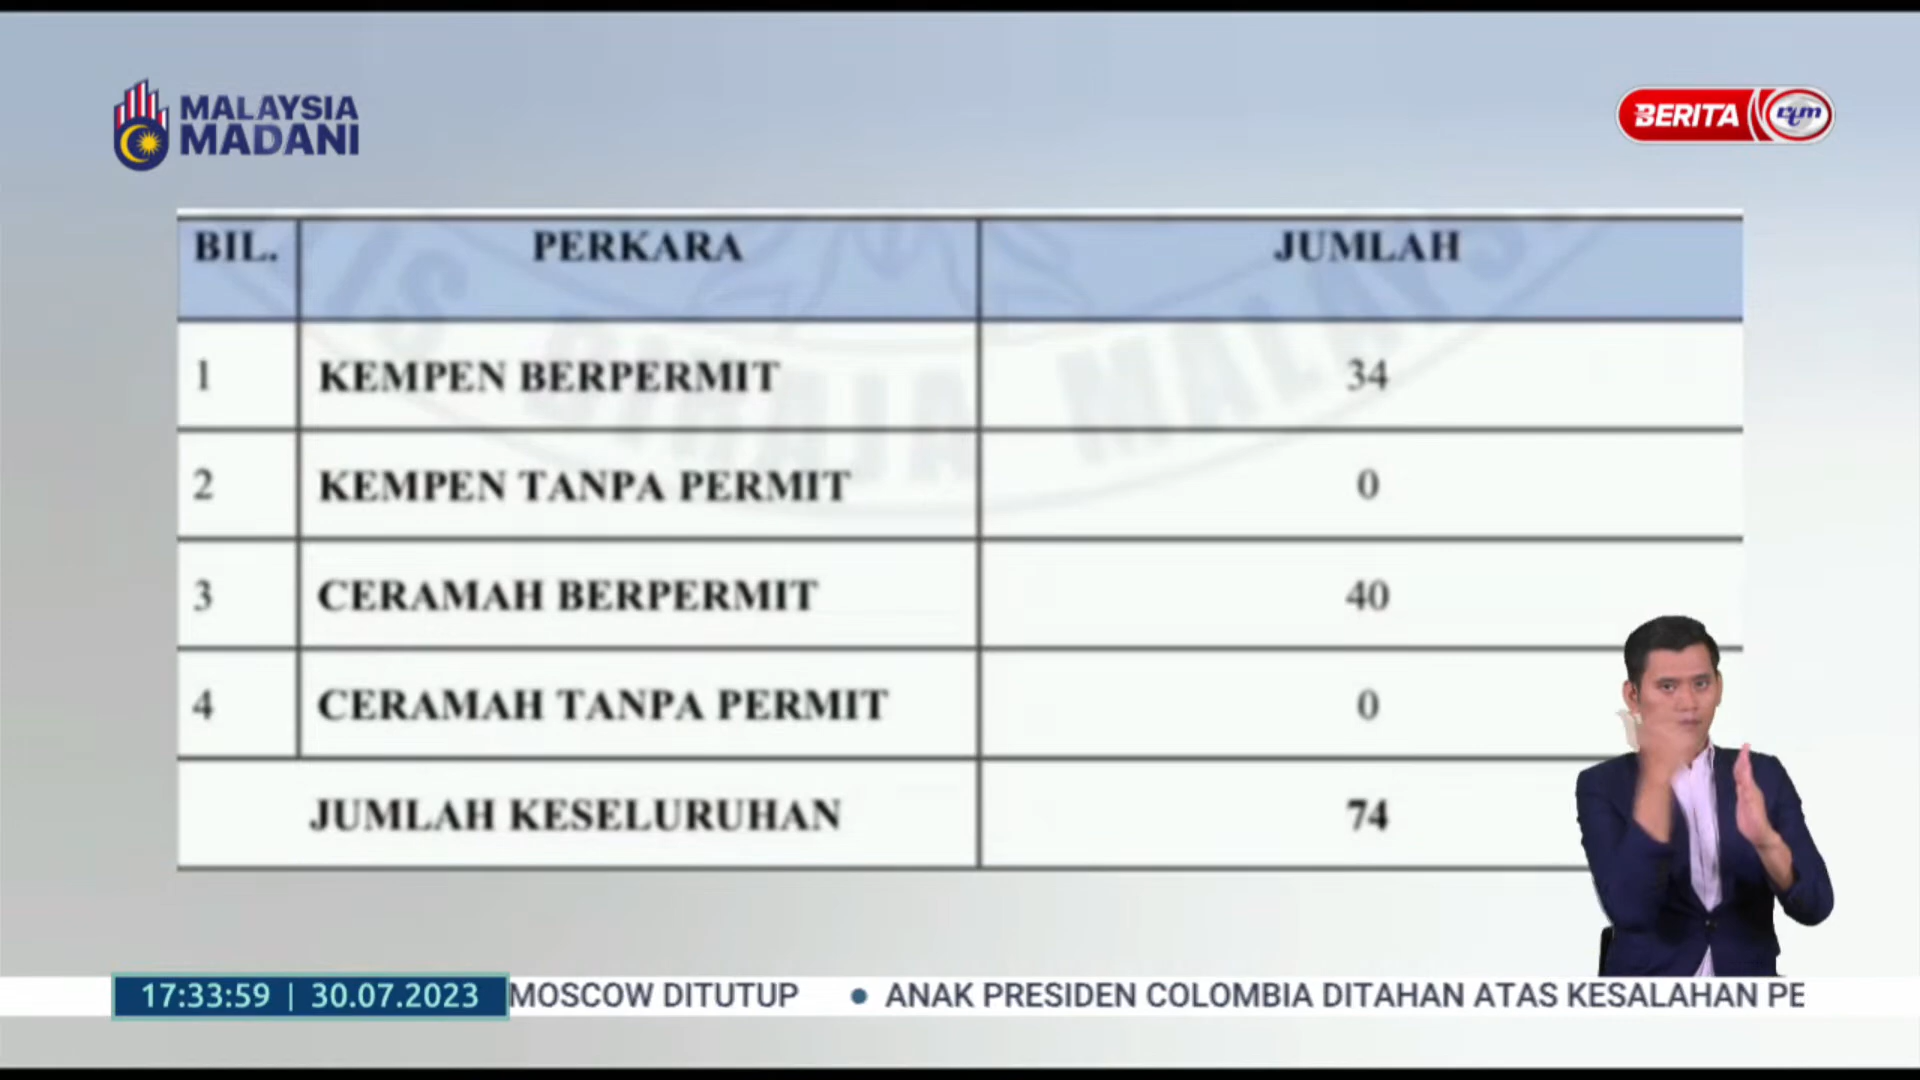 MALAYSIA
MADANI
BERITA rtm
BIL. PERKARA JUMLAH
1 KEMPEN BERPERMIT 34
2 KEMPEN TANPA PERMIT 0
3 CERAMAH BERPERMIT 40
4 CERAMAH TANPA PERMIT 0
JUMLAH KESELURUHAN 74
17:33:59 | 30.07.2023 MOSCOW DITUTUP • ANAK PRESIDEN COLOMBIA DITAHAN ATAS KESALAHAN PE